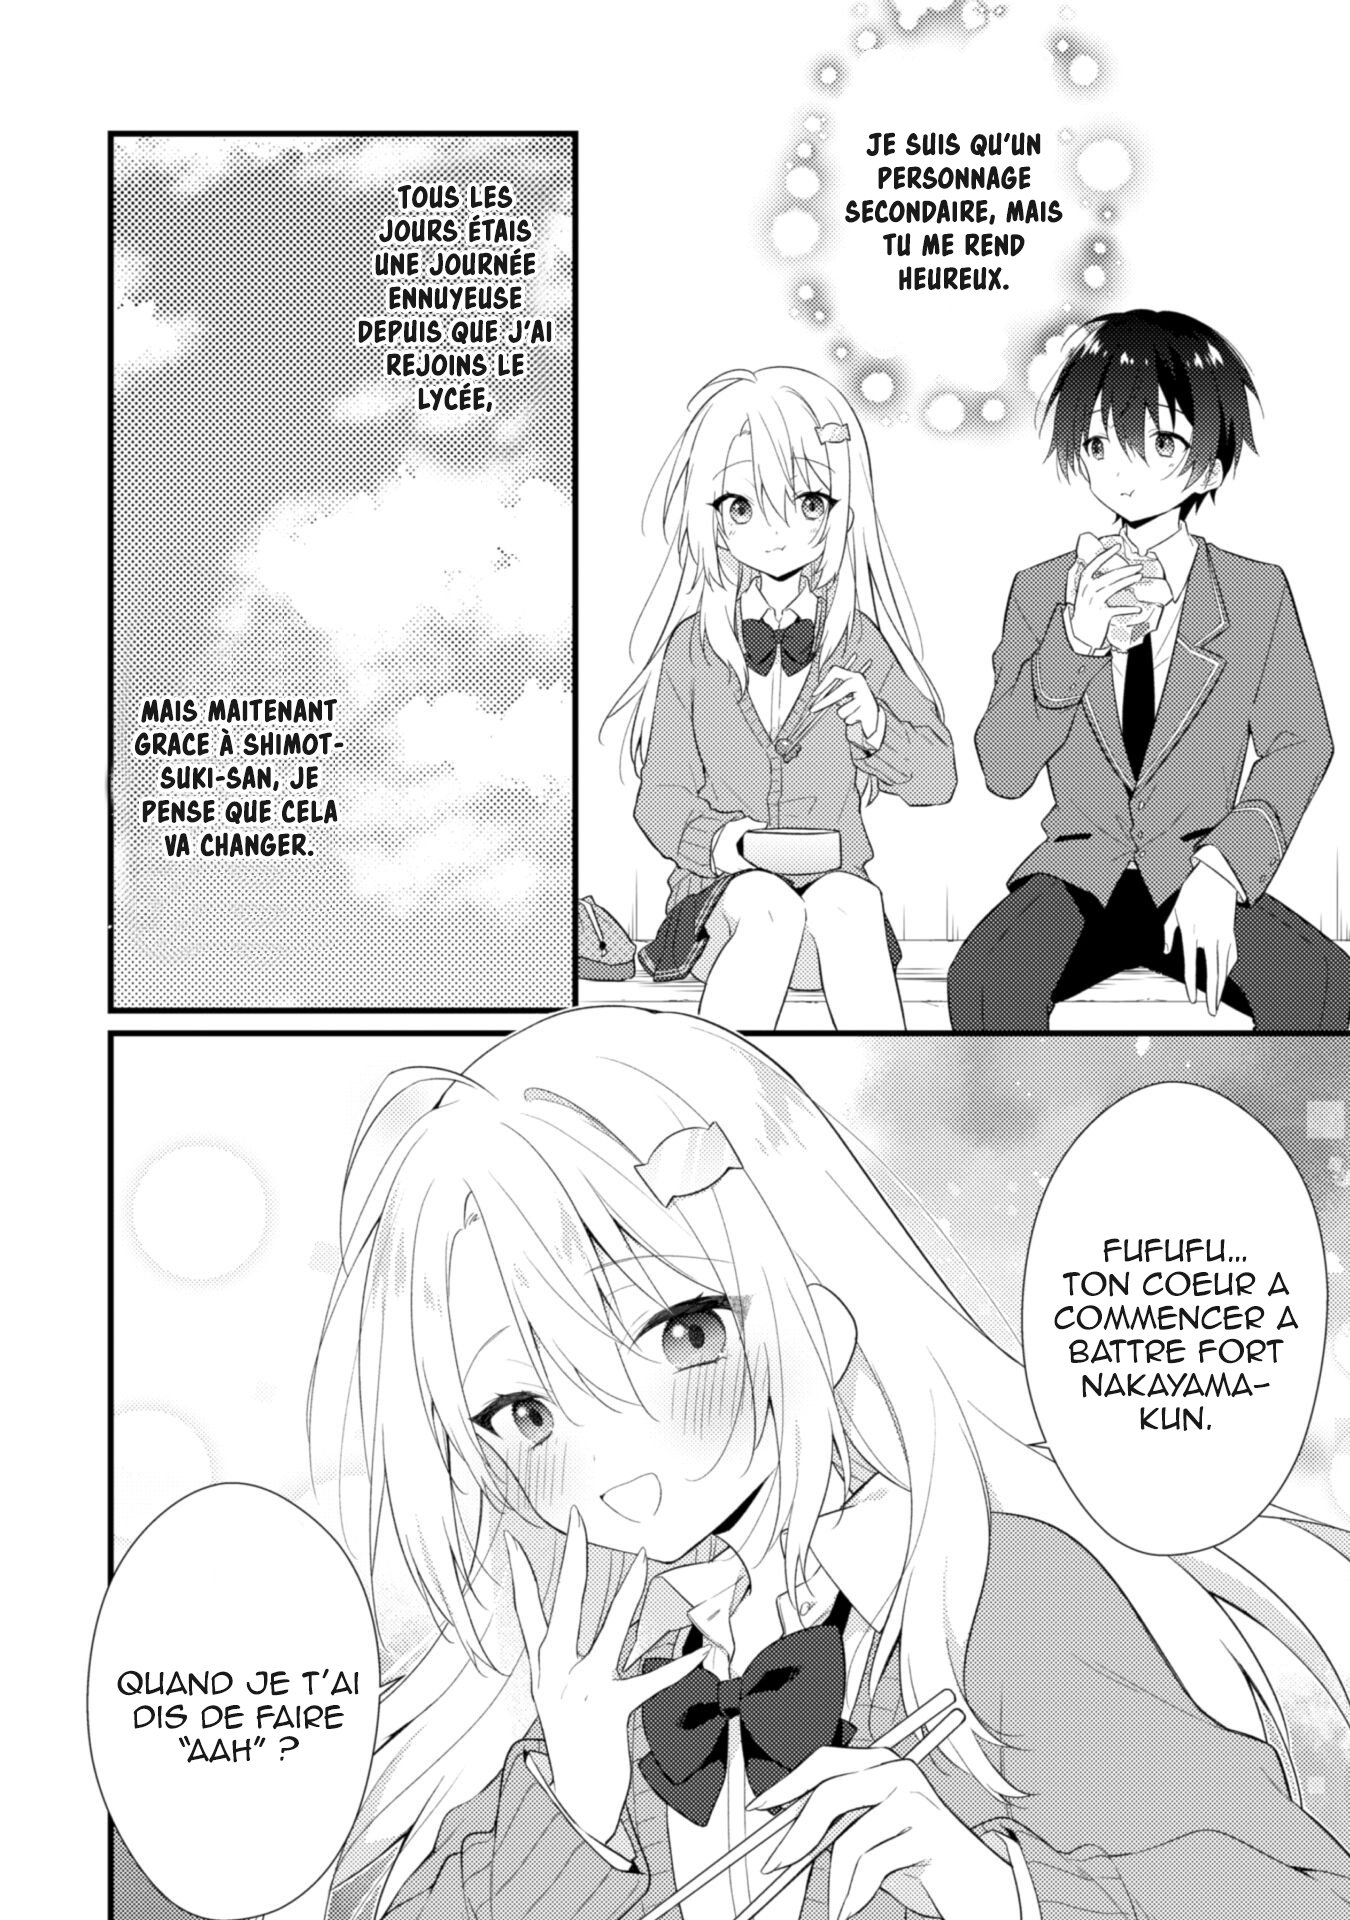 JE SUIS QU'UN
PERSONNAGE
SECONDAIRE, MAIS
TU ME REND
HEUREUX.
TOUS LES
JOURS ÉTAIS
UNE JOURNÉE
ENNUYEUSE
DEPUIS QUE J'AI
REJOINS LE
LYCÉE,
MAIS MAITENANT
GRACE À SHIMOT-
SUKI-SAN, JE
PENSE QUE CELA
VA CHANGER.
FUFUFU...
TON COEUR A
COMMENCER A
BATTRE FORT
NAKAYAMA-
KUN.
QUAND JE T'AI
DIS DE FAIRE
"AAH" ?